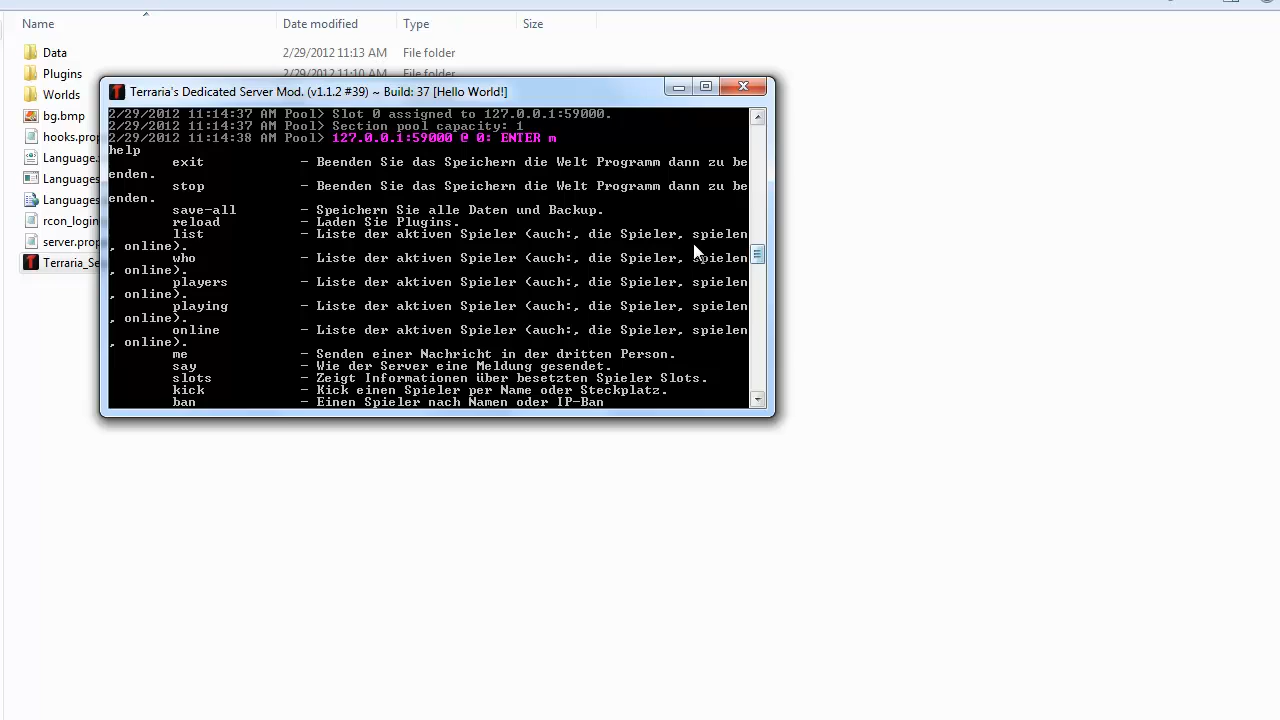 Name Date modified Type Size
Data 2/29/2012 11:13 AM File folder
Plugins 2/29/2012 11:10 AM File folder
Worlds
bg.bmp
hooks.prop
Language.
Languages
Languages
rcon_login
server.prop
Terraria_Se
Terraria's Dedicated Server Mod. (v1.1.2 #39) ~ Build: 37 [Hello World!]
2/29/2012 11:14:37 AM Pool> Slot 0 assigned to 127.0.0.1:59000.
2/29/2012 11:14:37 AM Pool> Section pool capacity: 1
2/29/2012 11:14:38 AM Pool> 127.0.0.1:59000 @ 0: ENTER m
help
exit - Beenden Sie das Speichern die Welt Programm dann zu be
enden.
stop - Beenden Sie das Speichern die Welt Programm dann zu be
enden.
save-all - Speichern Sie alle Daten und Backup.
reload - Laden Sie Plugins.
list - Liste der aktiven Spieler (auch:, die Spieler, spielen
, online).
who - Liste der aktiven Spieler (auch:, die Spieler, spielen
, online).
players - Liste der aktiven Spieler (auch:, die Spieler, spielen
, online).
playing - Liste der aktiven Spieler (auch:, die Spieler, spielen
, online).
online - Liste der aktiven Spieler (auch:, die Spieler, spielen
, online).
me - Senden einer Nachricht in der dritten Person.
say - Wie der Server eine Meldung gesendet.
slots - Zeigt Informationen über besetzten Spieler Slots.
kick - Kick einen Spieler per Name oder Steckplatz.
ban - Einen Spieler nach Namen oder IP-Ban